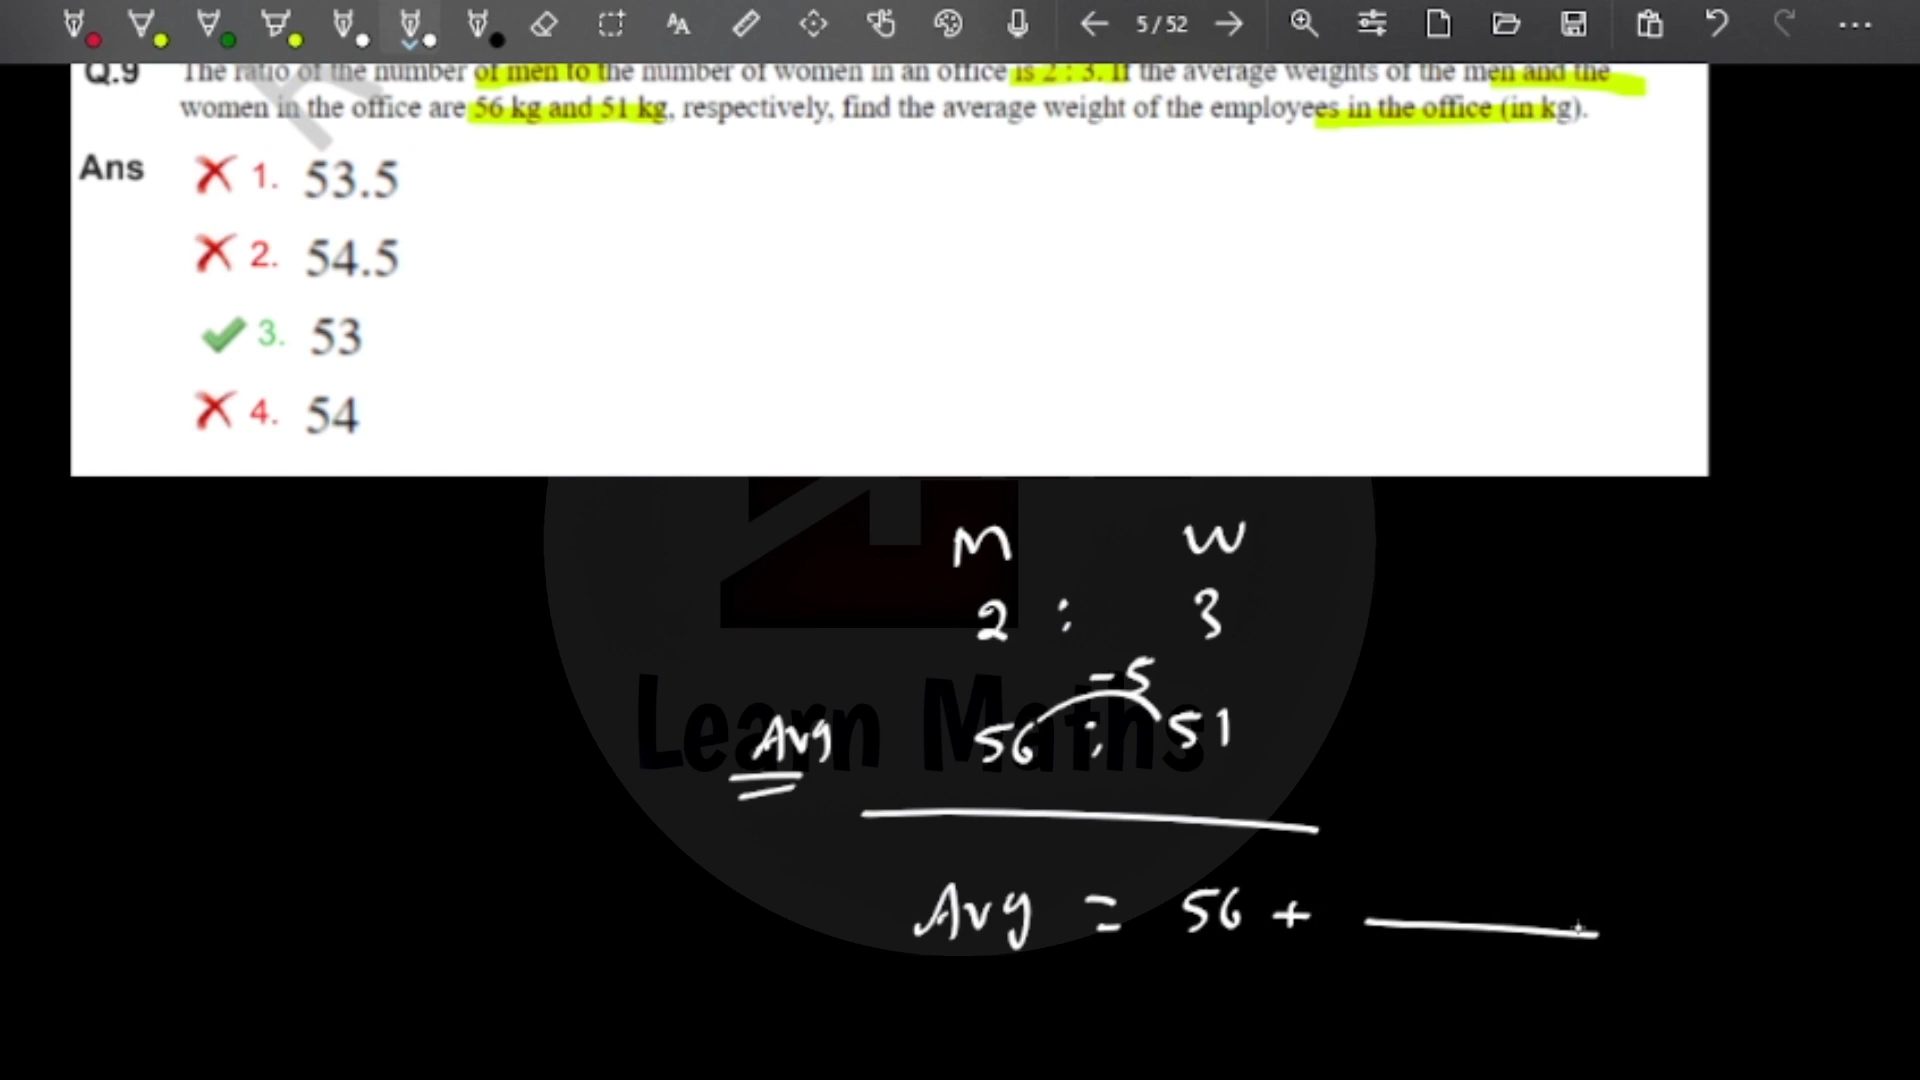 5 / 52
Q.9 The ratio of the number of men to the number of women in an office is 2 : 3. If the average weights of the men and the
women in the office are 56 kg and 51 kg, respectively, find the average weight of the employees in the office (in kg).
Ans 1. 53.5
2. 54.5
3. 53
4. 54
M W
2 : 3
-5
Avg 56 : 51
Learn Maths
Avg = 56 +